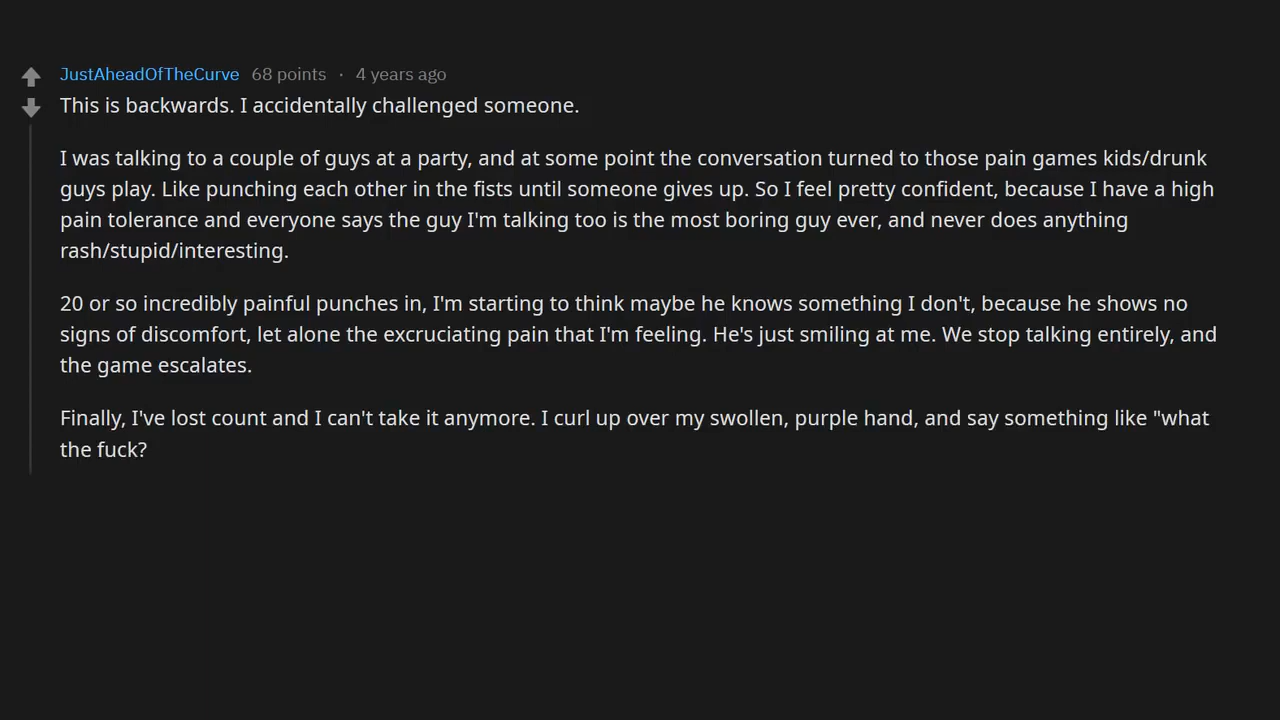 JustAheadOfTheCurve 68 points · 4 years ago
This is backwards. I accidentally challenged someone.
I was talking to a couple of guys at a party, and at some point the conversation turned to those pain games kids/drunk
guys play. Like punching each other in the fists until someone gives up. So I feel pretty confident, because I have a high
pain tolerance and everyone says the guy I'm talking too is the most boring guy ever, and never does anything
rash/stupid/interesting.
20 or so incredibly painful punches in, I'm starting to think maybe he knows something I don't, because he shows no
signs of discomfort, let alone the excruciating pain that I'm feeling. He's just smiling at me. We stop talking entirely, and
the game escalates.
Finally, I've lost count and I can't take it anymore. I curl up over my swollen, purple hand, and say something like "what
the fuck?